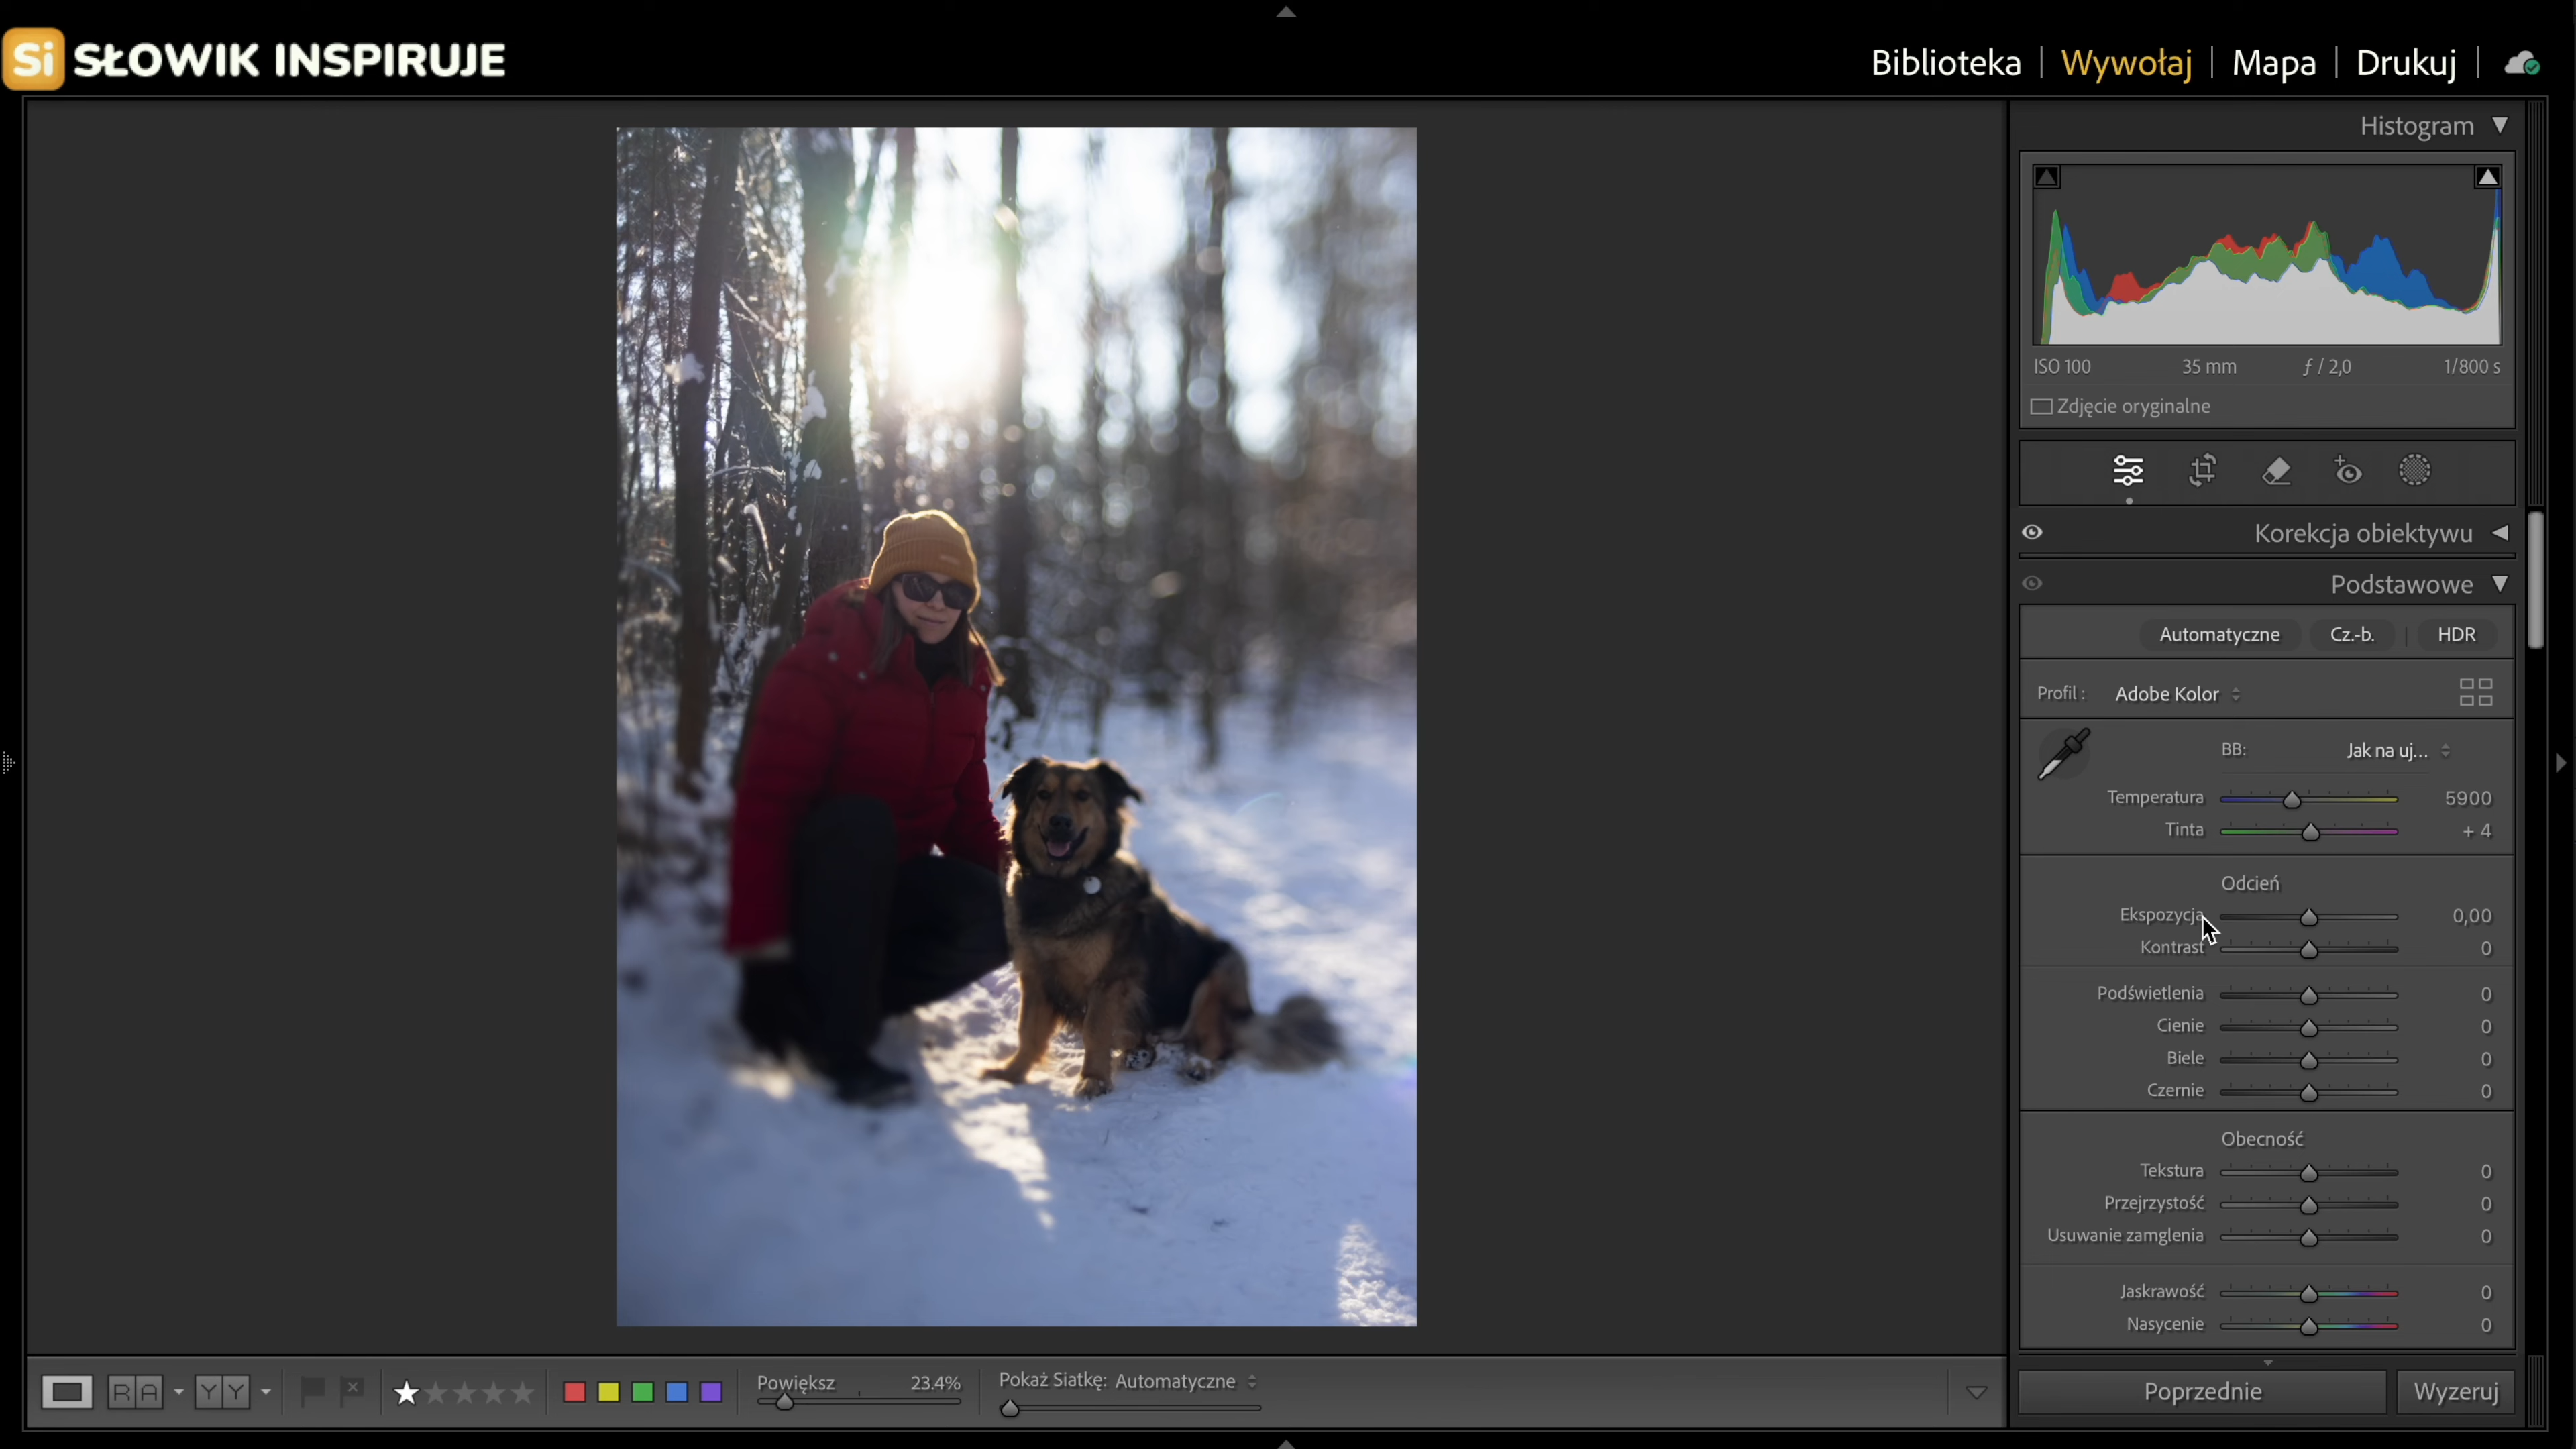 Si SŁOWIK INSPIRUJE
Biblioteka | Wywołaj | Mapa | Drukuj |
Histogram
ISO 100 35 mm ƒ / 2,0 1/800 s
Zdjęcie oryginalne
Korekcja obiektywu
Podstawowe
Automatyczne Cz.-b. | HDR
Profil : Adobe Kolor
BB: Jak na uj...
Temperatura 5900
Tinta + 4
Odcień
Ekspozycja 0,00
Kontrast 0
Podświetlenia 0
Cienie 0
Biele 0
Czernie 0
Obecność
Tekstura 0
Przejrzystość 0
Usuwanie zamglenia 0
Jaskrawość 0
Nasycenie 0
R A Y Y Powiększ 23.4% Pokaż Siatkę: Automatyczne
Poprzednie Wyzeruj